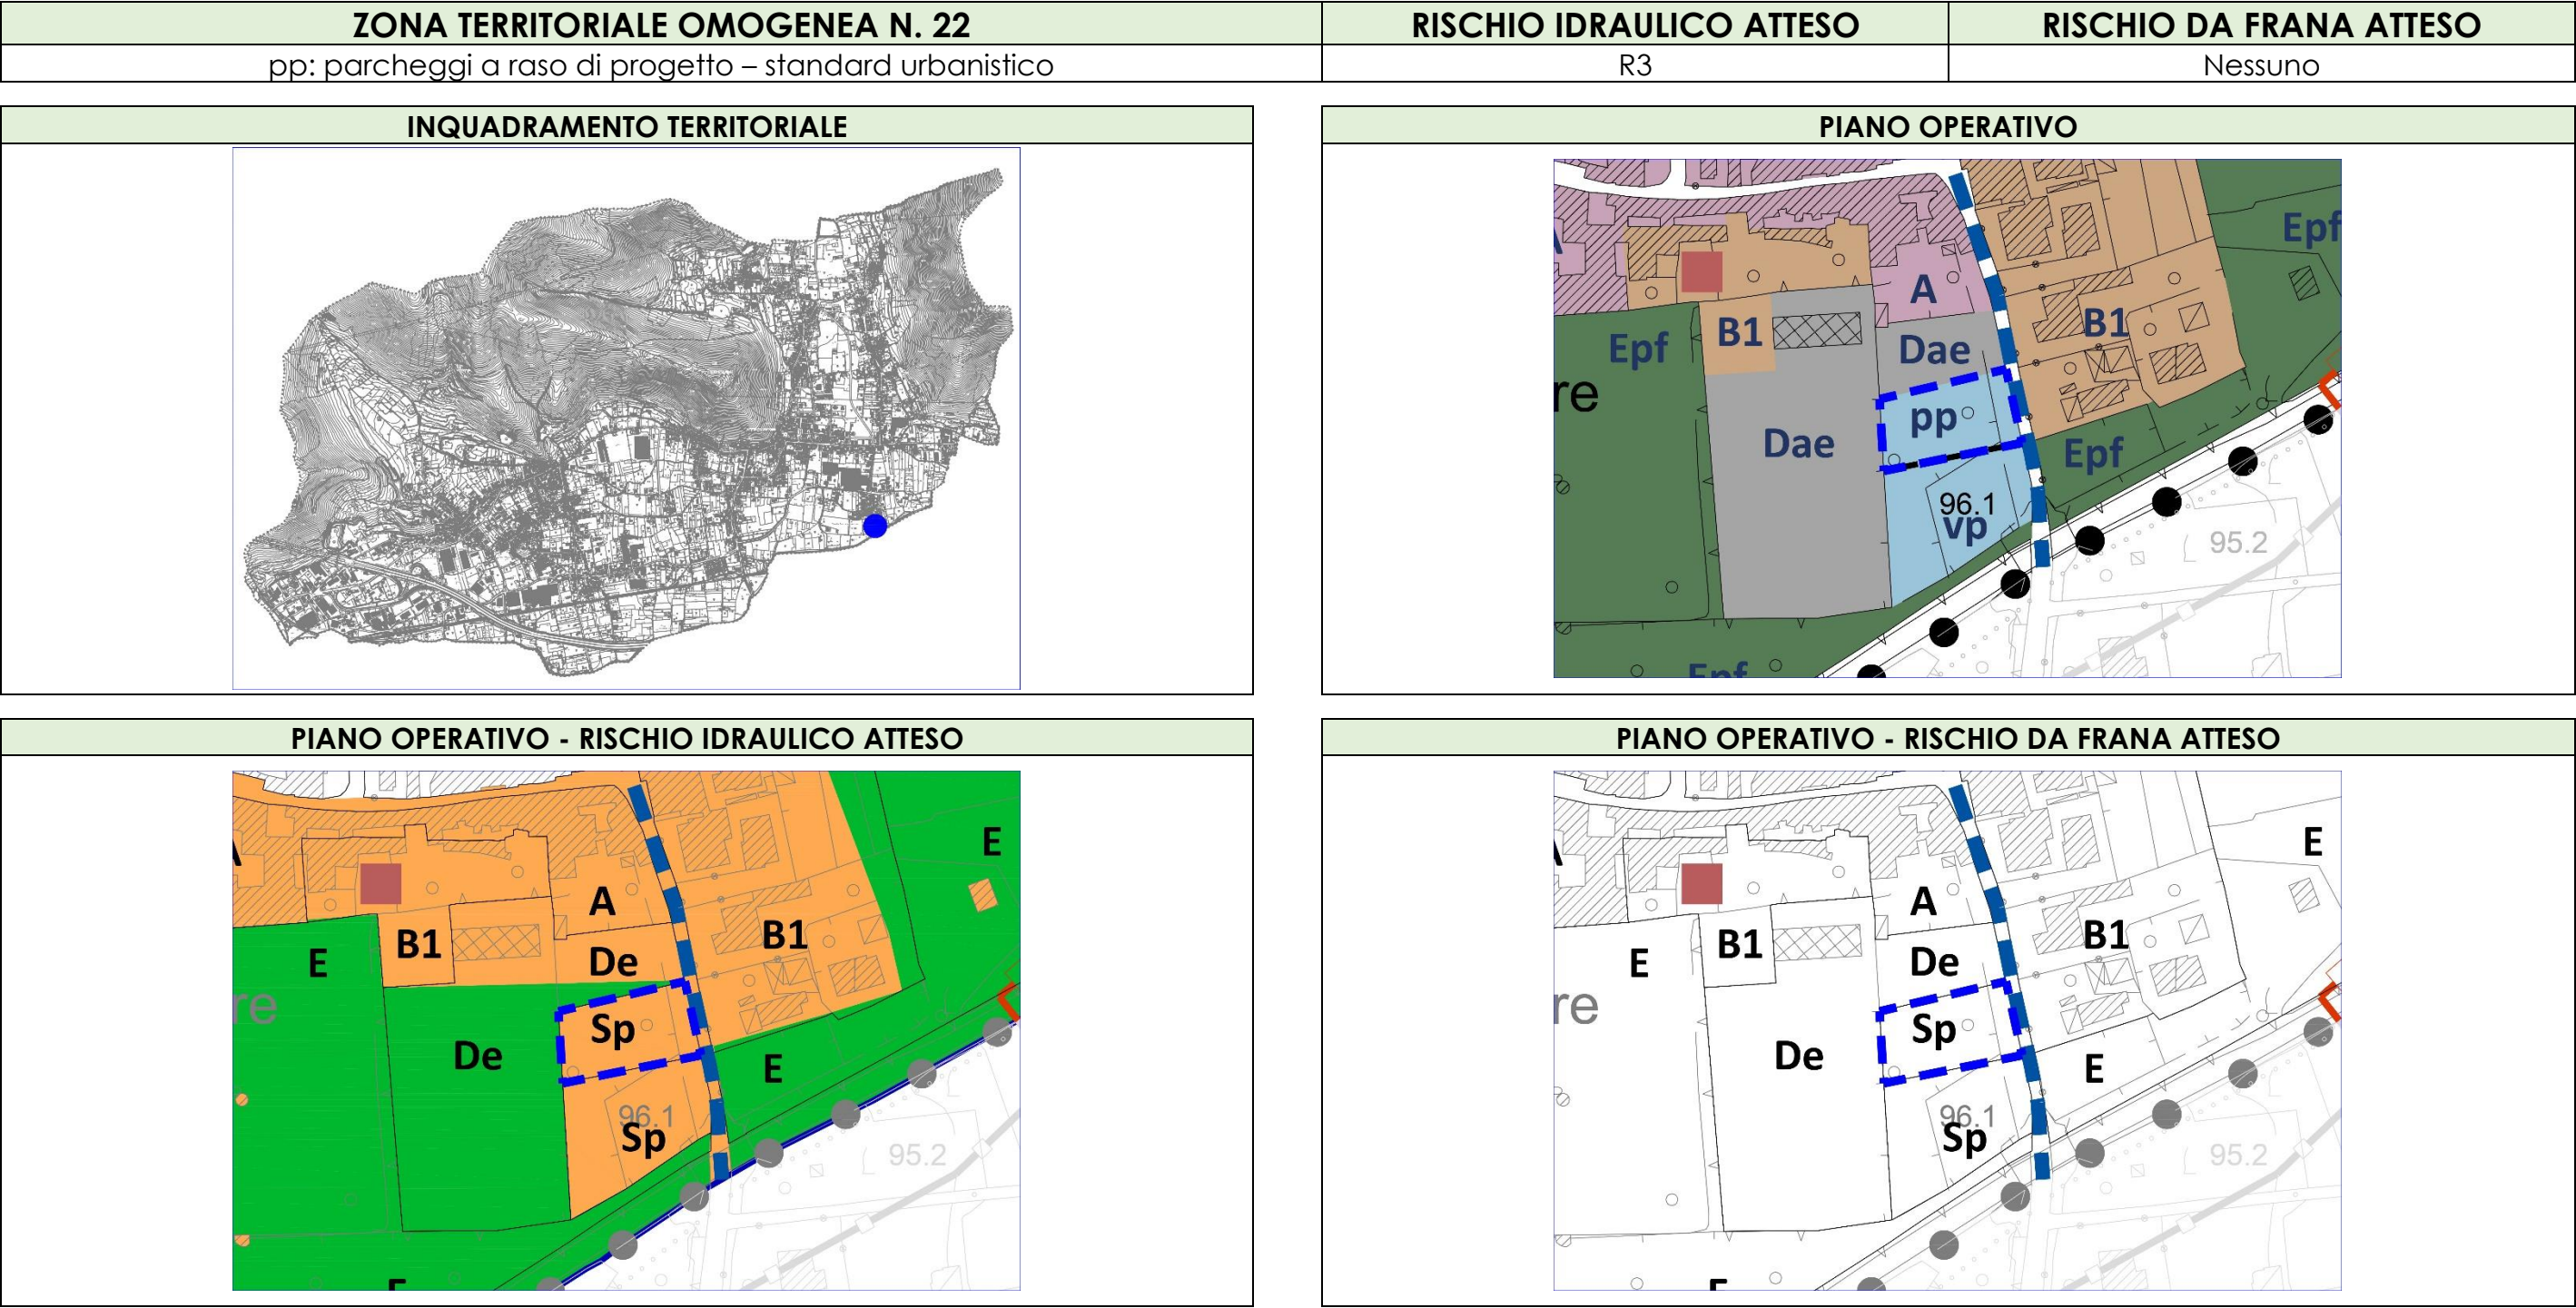 ZONA TERRITORIALE OMOGENEA N. 22
RISCHIO IDRAULICO ATTESO
RISCHIO DA FRANA ATTESO
pp: parcheggi a raso di progetto – standard urbanistico
R3
Nessuno
INQUADRAMENTO TERRITORIALE
PIANO OPERATIVO
Epf
A
B1
B1
Epf
Dae
re
pp
Dae
Epf
96.1
vp
95.2
Epf
PIANO OPERATIVO - RISCHIO IDRAULICO ATTESO
PIANO OPERATIVO - RISCHIO DA FRANA ATTESO
E
A
A
B1
B1
E
De
re
Sp
De
E
96.1
Sp
95.2
E
A
B1
B1
E
De
re
Sp
De
E
96.1
Sp
95.2